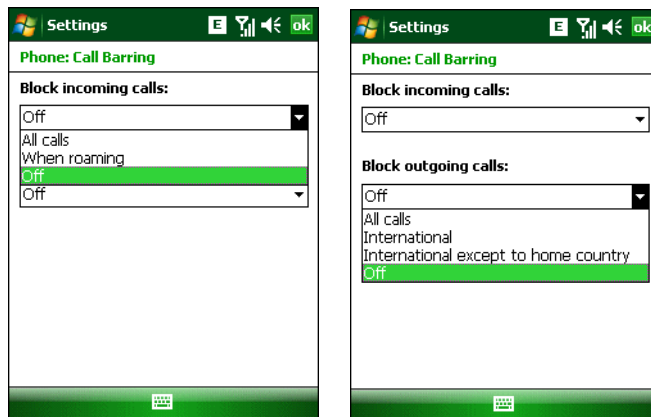 Settings E ok
Phone: Call Barring
Block incoming calls:
Off
All calls
When roaming
Off
Off
Settings E ok
Phone: Call Barring
Block incoming calls:
Off
Block outgoing calls:
Off
All calls
International
International except to home country
Off